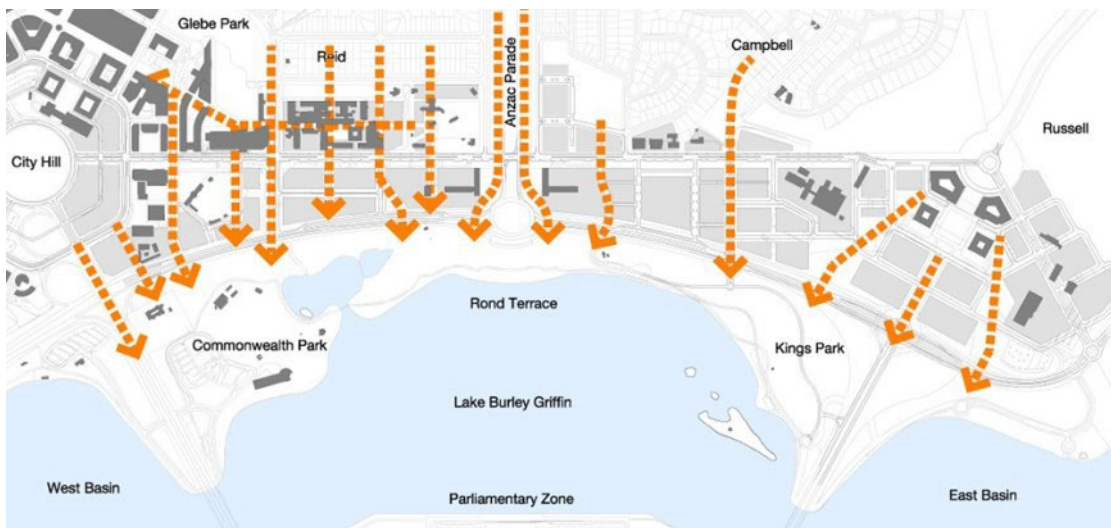 Glebe Park
Reid
Anzac Parade
Campbell
Russell
City Hill
Rond Terrace
Commonwealth Park
Kings Park
Lake Burley Griffin
West Basin
Parliamentary Zone
East Basin